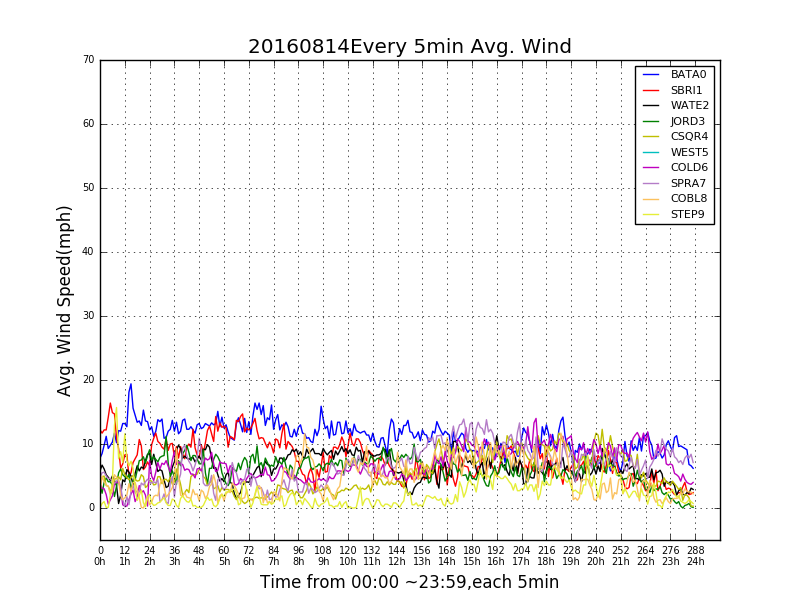 20160814Every 5min Avg. Wind
70
60
50
40
30
20
10
0
Avg. Wind Speed(mph)
BATA0
SBRI1
WATE2
JORD3
CSQR4
WEST5
COLD6
SPRA7
COBL8
STEP9
0 12 24 36 48 60 72 84 96 108 120 132 144 156 168 180 192 204 216 228 240 252 264 276 288
0h 1h 2h 3h 4h 5h 6h 7h 8h 9h 10h 11h 12h 13h 14h 15h 16h 17h 18h 19h 20h 21h 22h 23h 24h
Time from 00:00 ~23:59,each 5min